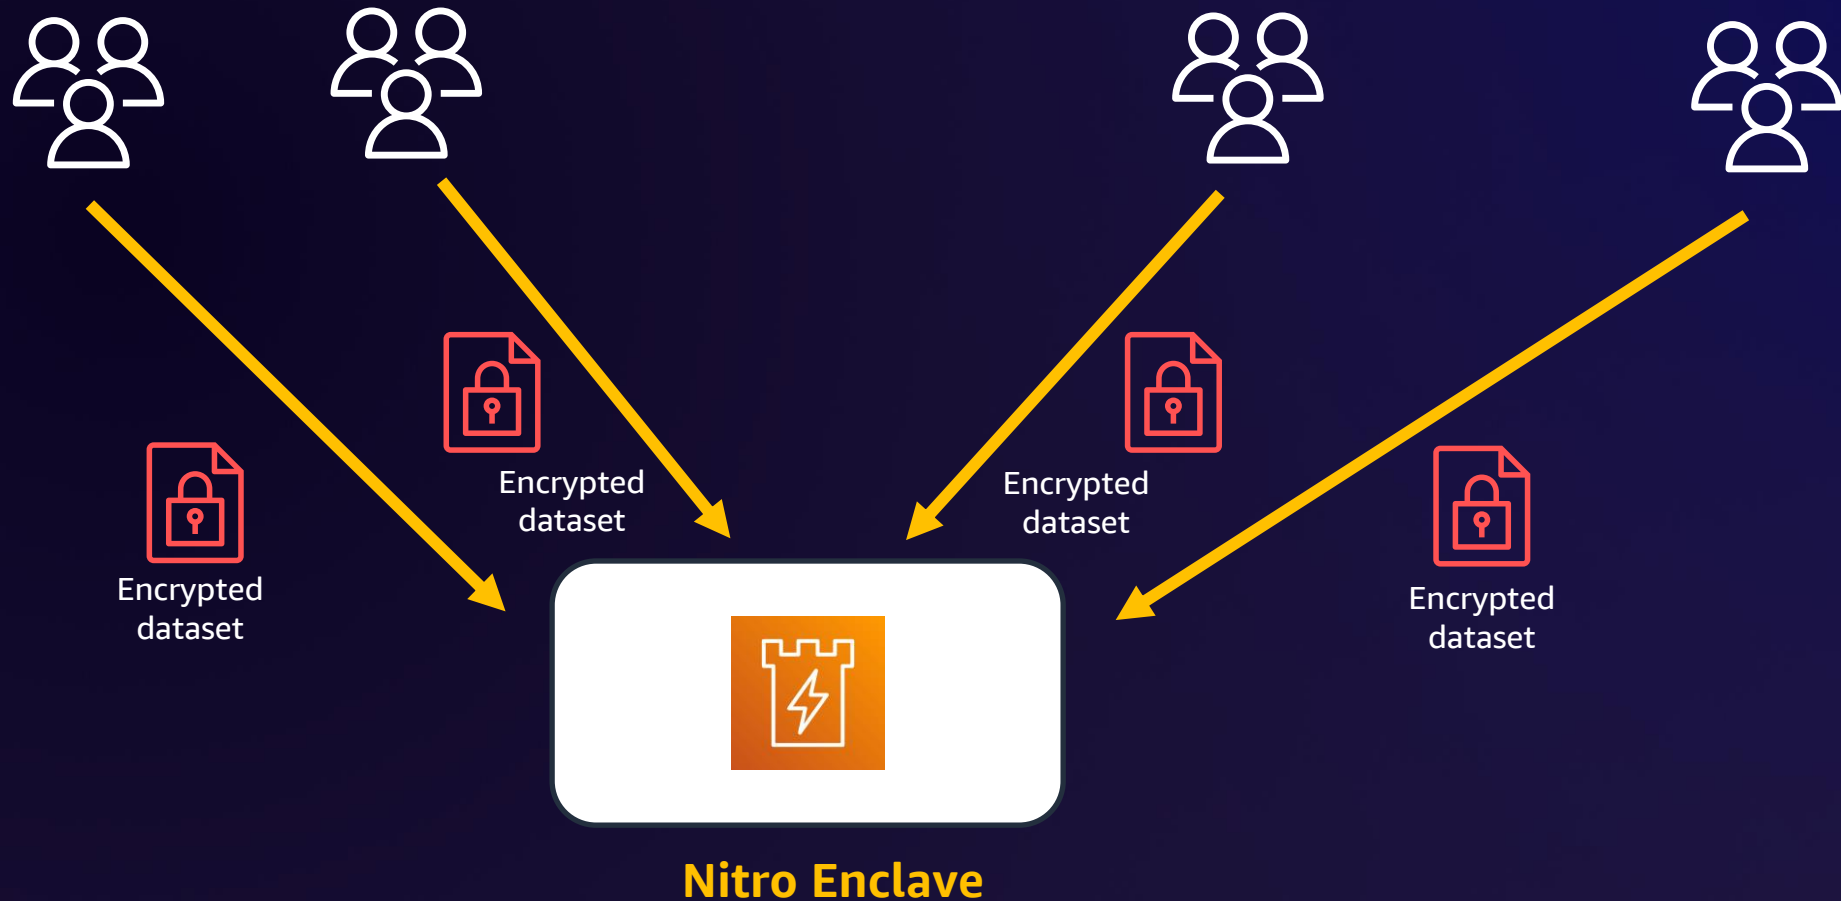 Encrypted
dataset
Encrypted
dataset
Encrypted
dataset
Encrypted
dataset
Nitro Enclave